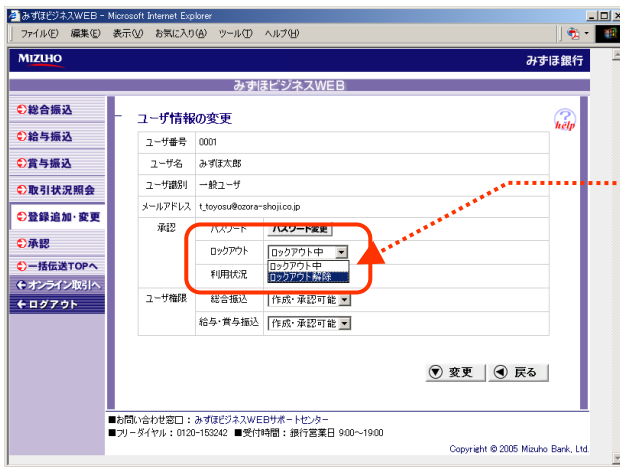 みずほビジネスWEB - Microsoft Internet Explorer
ファイル(F) 編集(E) 表示(V) お気に入り(A) ツール(T) ヘルプ(H)
MIZUHO
みずほ銀行
みずほビジネスWEB
総合振込
給与振込
賞与振込
取引状況照会
登録追加・変更
承認
一括伝送TOPへ
オンライン取引へ
ログアウト
ユーザ情報の変更
help
ユーザ番号 0001
ユーザ名 みずほ太郎
ユーザ識別 一般ユーザ
メールアドレス t_toyosu@ozora-shoji.co.jp
承認 パスワード パスワード変更
ロックアウト ロックアウト中
ロックアウト中
ロックアウト解除
利用状況
ユーザ権限 総合振込 作成・承認可能
給与・賞与振込 作成・承認可能
変更 戻る
■お問い合わせ窓口：みずほビジネスWEBサポートセンター
■フリーダイヤル：0120-153242 ■受付時間：銀行営業日 9:00～19:00
Copyright © 2005 Mizuho Bank, Ltd.